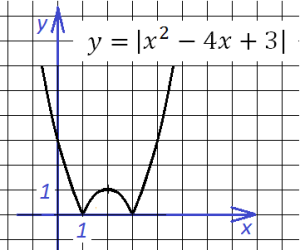 y
y = |x² − 4x + 3|
1
1
x